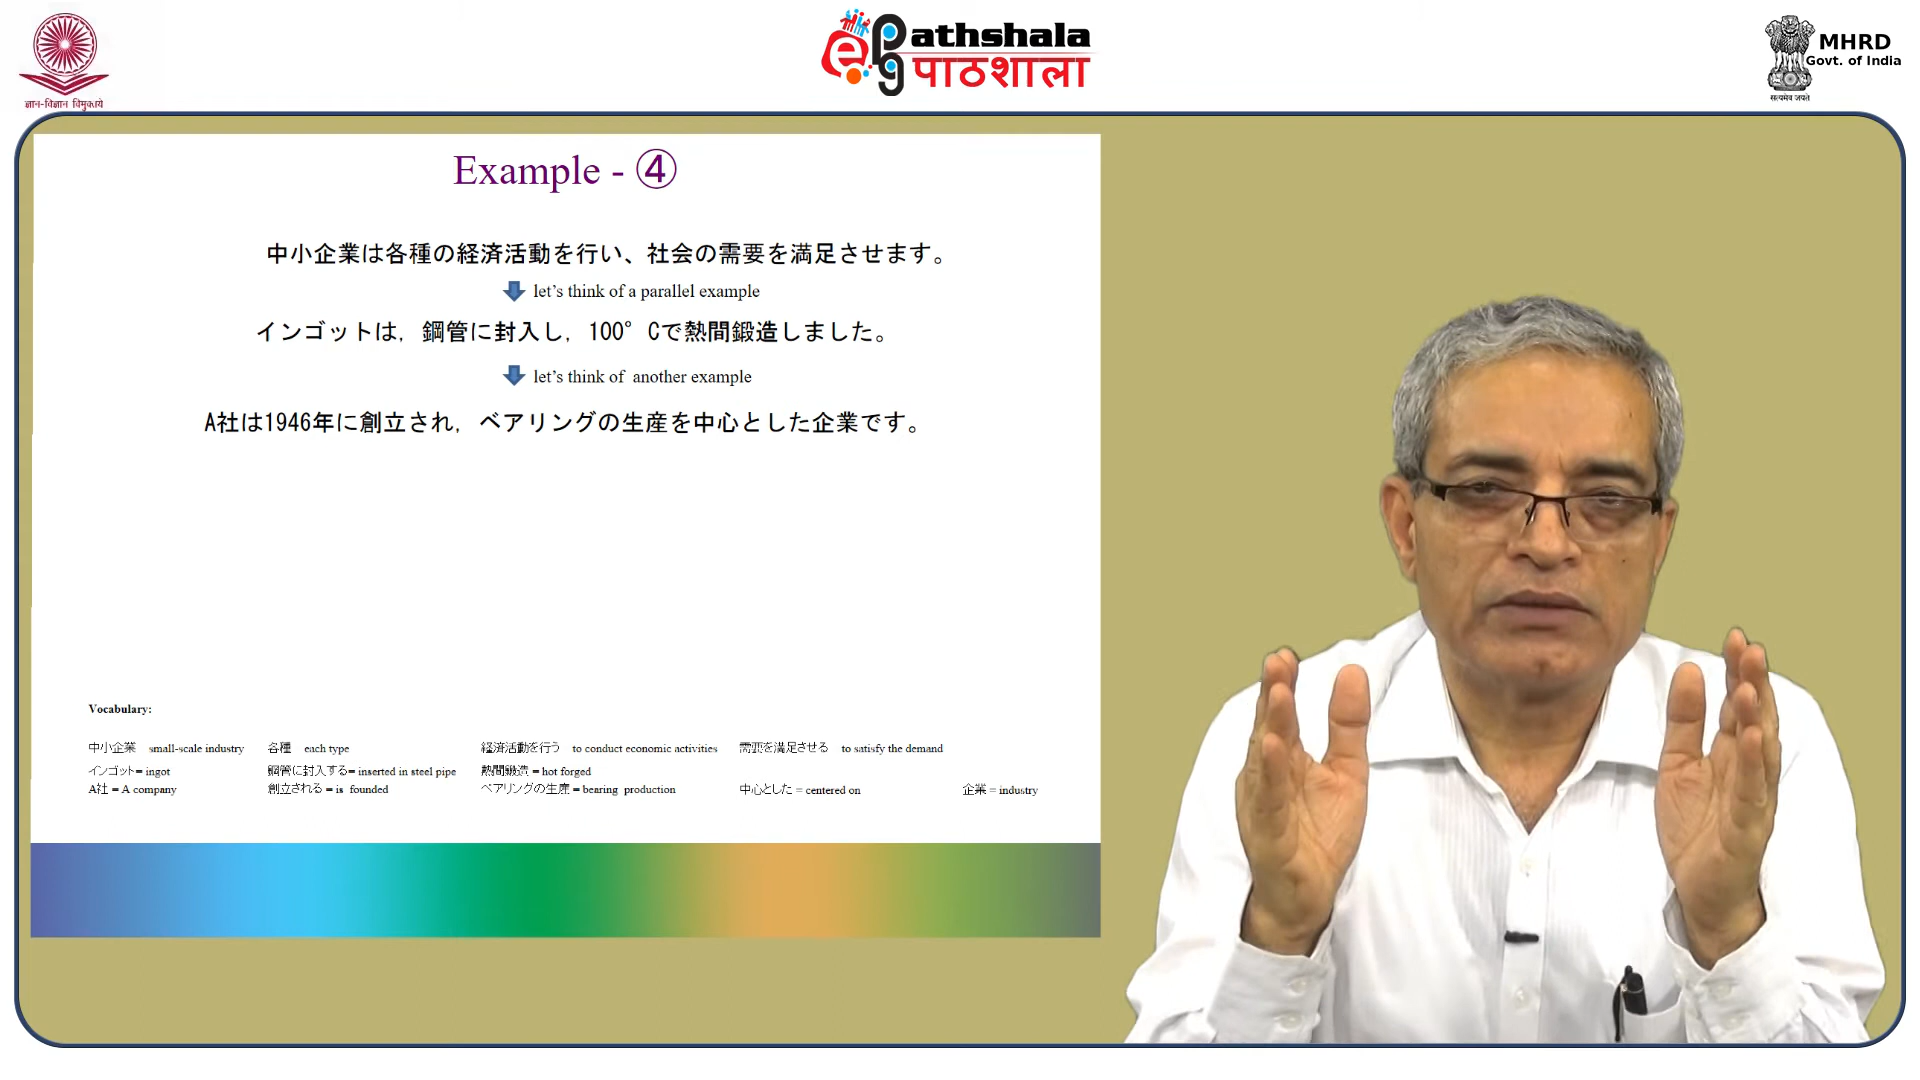 ज्ञान-विज्ञान विमुक्तये
ePathshala
पाठशाला
MHRD
Govt. of India
सत्यमेव जयते
Example - ④
中小企業は各種の経済活動を行い、社会の需要を満足させます。
let's think of a parallel example
インゴットは，鋼管に封入し，100°Cで熱間鍛造しました。
let's think of another example
A社は1946年に創立され，ベアリングの生産を中心とした企業です。
Vocabulary:
中小企業 small-scale industry 各種 each type 経済活動を行う to conduct economic activities 需要を満足させる to satisfy the demand
インゴット= ingot 鋼管に封入する= inserted in steel pipe 熱間鍛造 = hot forged
A社 = A company 創立される = is founded ベアリングの生産 = bearing production 中心とした = centered on 企業 = industry